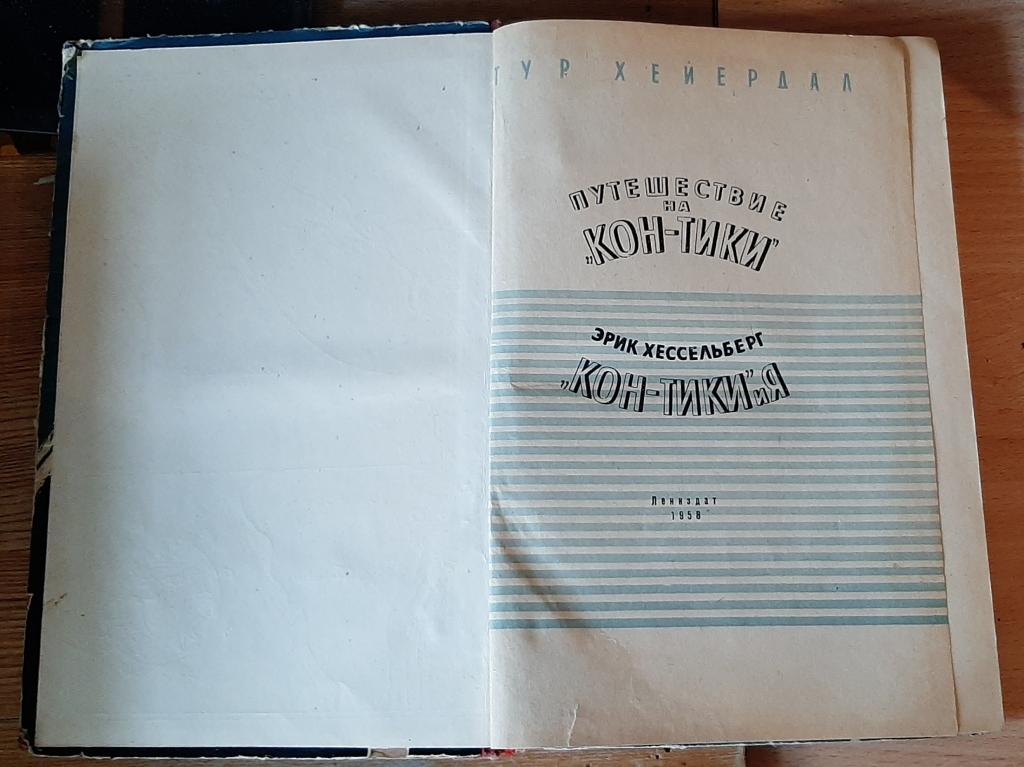 ТУР ХЕЙЕРДАЛ
ПУТЕШЕСТВИЕ
НА
„КОН-ТИКИ"
ЭРИК ХЕССЕЛЬБЕРГ
„КОН-ТИКИ" и Я
Лениздат
1958